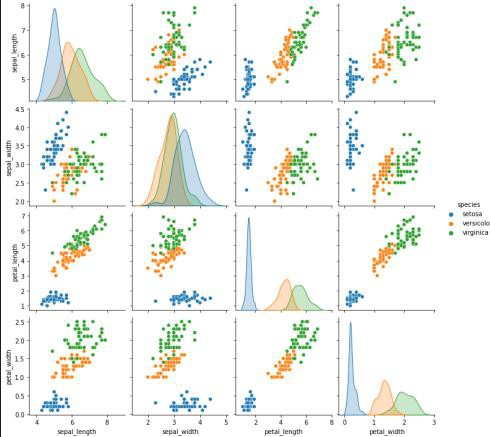 8
7
6
5
sepal_length
4.5
4.0
3.5
3.0
2.5
2.0
sepal_width
7
6
5
4
3
2
1
petal_length
2.5
2.0
1.5
1.0
0.5
0.0
petal_width
4 6 8
sepal_length
2 3 4 5
sepal_width
2 4 6 8
petal_length
0 1 2 3
petal_width
species
setosa
versicolo
virginica